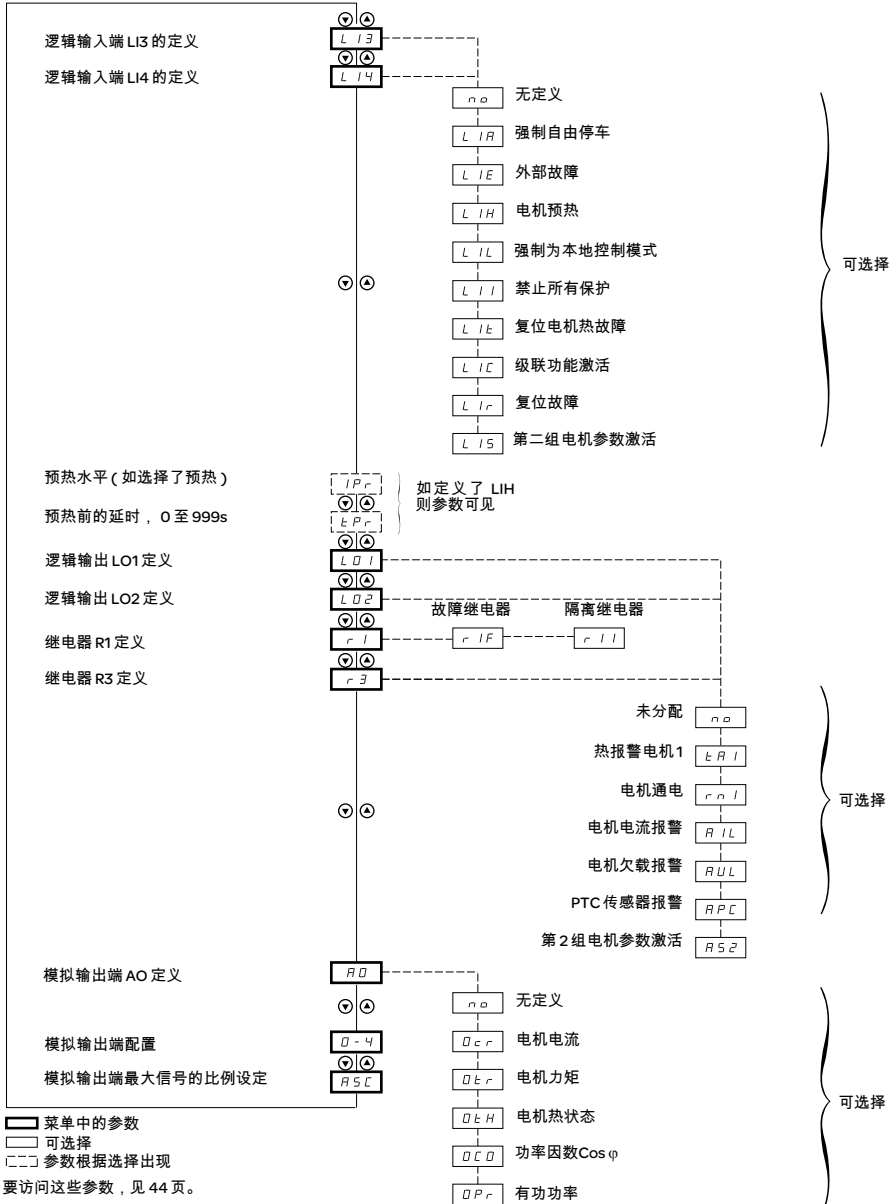 逻辑输入端 LI3 的定义 LI3
逻辑输入端 LI4 的定义 LI4
no 无定义
LIA 强制自由停车
LIE 外部故障
LIH 电机预热
LIL 强制为本地控制模式
LII 禁止所有保护
LIt 复位电机热故障
LIC 级联功能激活
LIr 复位故障
LIS 第二组电机参数激活
可选择
预热水平 ( 如选择了预热 ) IPr
预热前的延时 , 0 至 999s tPr
如定义了 LIH
则参数可见
逻辑输出 LO1 定义 LO1
逻辑输出 LO2 定义 LO2
故障继电器 隔离继电器
继电器 R1 定义 r1 r1F r1I
继电器 R3 定义 r3
未分配 no
热报警电机1 tA1
电机通电 rn1
电机电流报警 AIL
电机欠载报警 AUL
PTC 传感器报警 APC
第 2 组电机参数激活 AS2
可选择
模拟输出端 AO 定义 AO
no 无定义
模拟输出端配置 0-4
Ocr 电机电流
模拟输出端最大信号的比例设定 ASC
Otr 电机力矩
OtH 电机热状态
OCO 功率因数Cos φ
OPr 有功功率
可选择
菜单中的参数
可选择
参数根据选择出现
要访问这些参数 , 见 44 页。